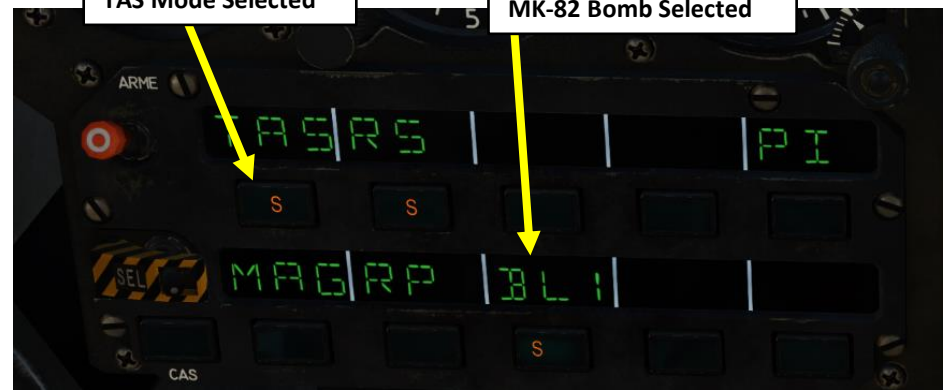 TAS Mode Selected
MK-82 Bomb Selected
5
ARME
TAS RS PI
S S
SEL MAG RP BL1
S
CAS